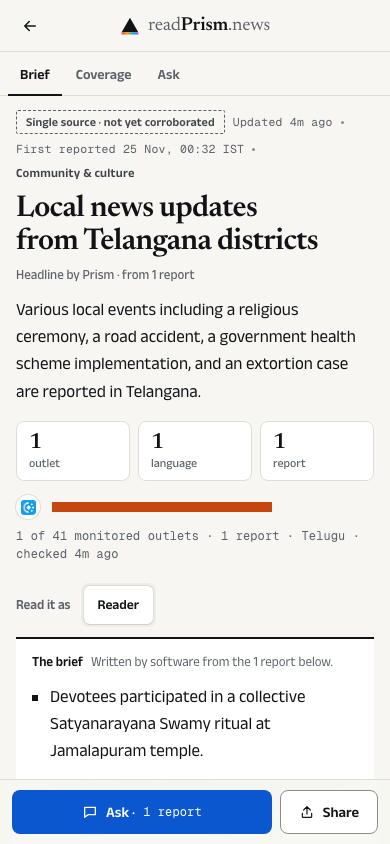 readPrism.news
Brief Coverage Ask
Single source · not yet corroborated Updated 4m ago •
First reported 25 Nov, 00:32 IST •
Community & culture
Local news updates
from Telangana districts
Headline by Prism · from 1 report
Various local events including a religious
ceremony, a road accident, a government health
scheme implementation, and an extortion case
are reported in Telangana.
1 1 1
outlet language report
1 of 41 monitored outlets · 1 report · Telugu ·
checked 4m ago
Read it as Reader
The brief Written by software from the 1 report below.
Devotees participated in a collective
Satyanarayana Swamy ritual at
Jamalapuram temple.
Ask · 1 report Share